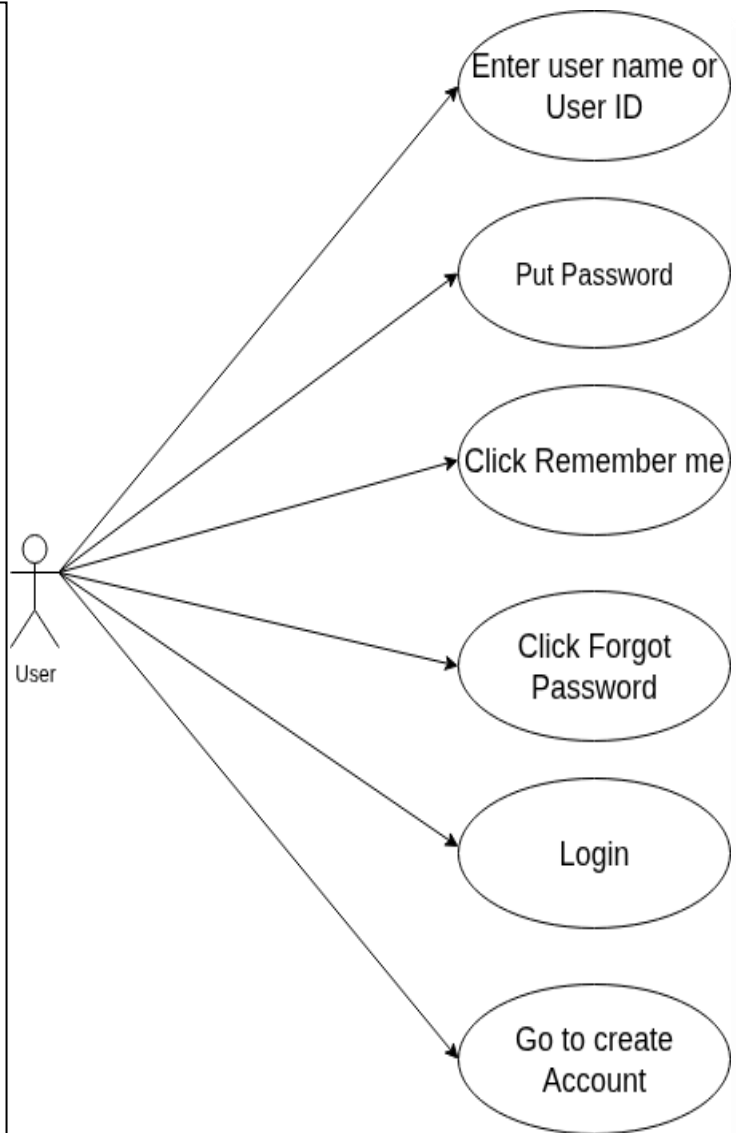 Enter user name or
User ID
Put Password
Click Remember me
Click Forgot
Password
User
Login
Go to create
Account